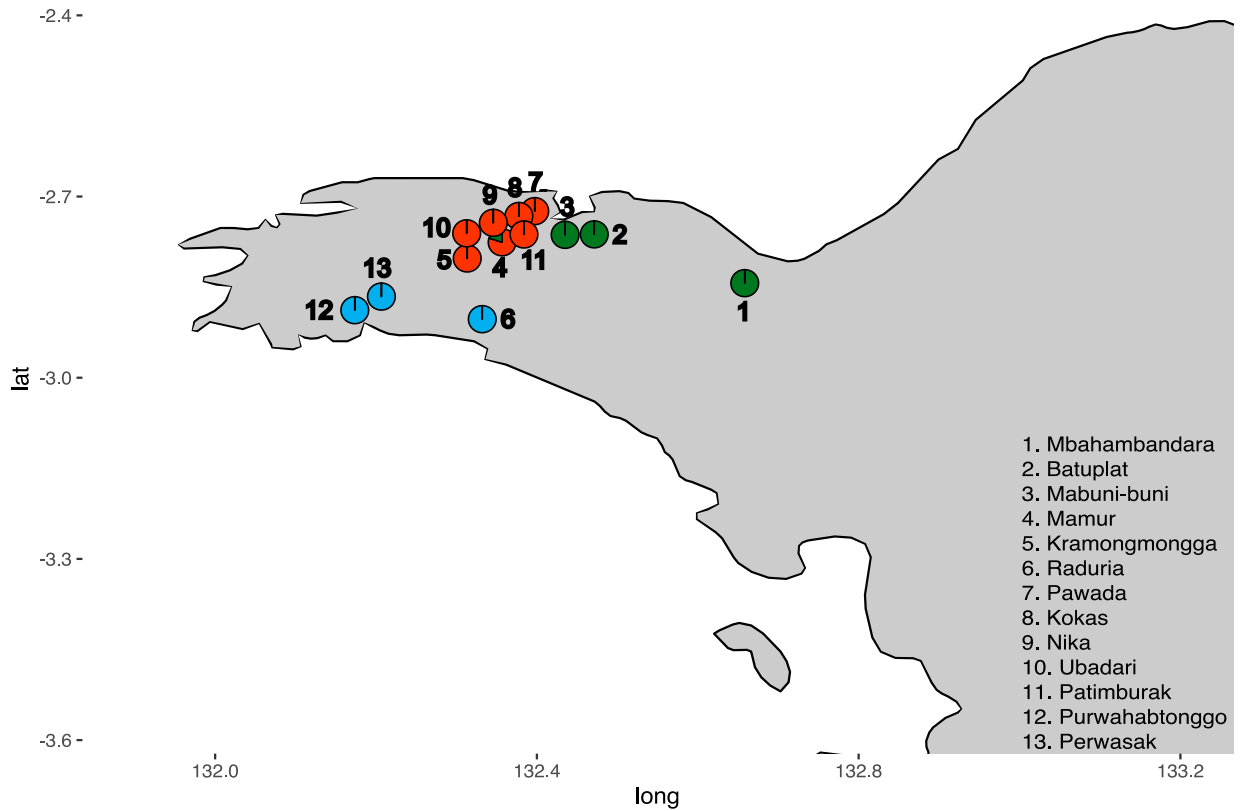 -2.4
-2.7
-3.0
-3.3
-3.6
lat
132.0
132.4
132.8
133.2
long
7
8
9
3
10
2
5
4
11
13
12
6
1
1. Mbahambandara
2. Batuplat
3. Mabuni-buni
4. Mamur
5. Kramongmongga
6. Raduria
7. Pawada
8. Kokas
9. Nika
10. Ubadari
11. Patimburak
12. Purwahabtonggo
13. Perwasak